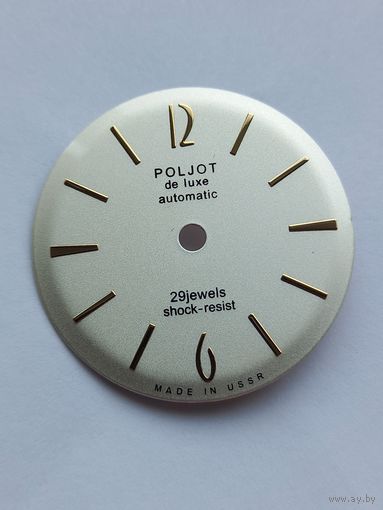 12
POLJOT
de luxe
automatic
29jewels
shock-resist
6
MADE IN USSR
www.ay.by